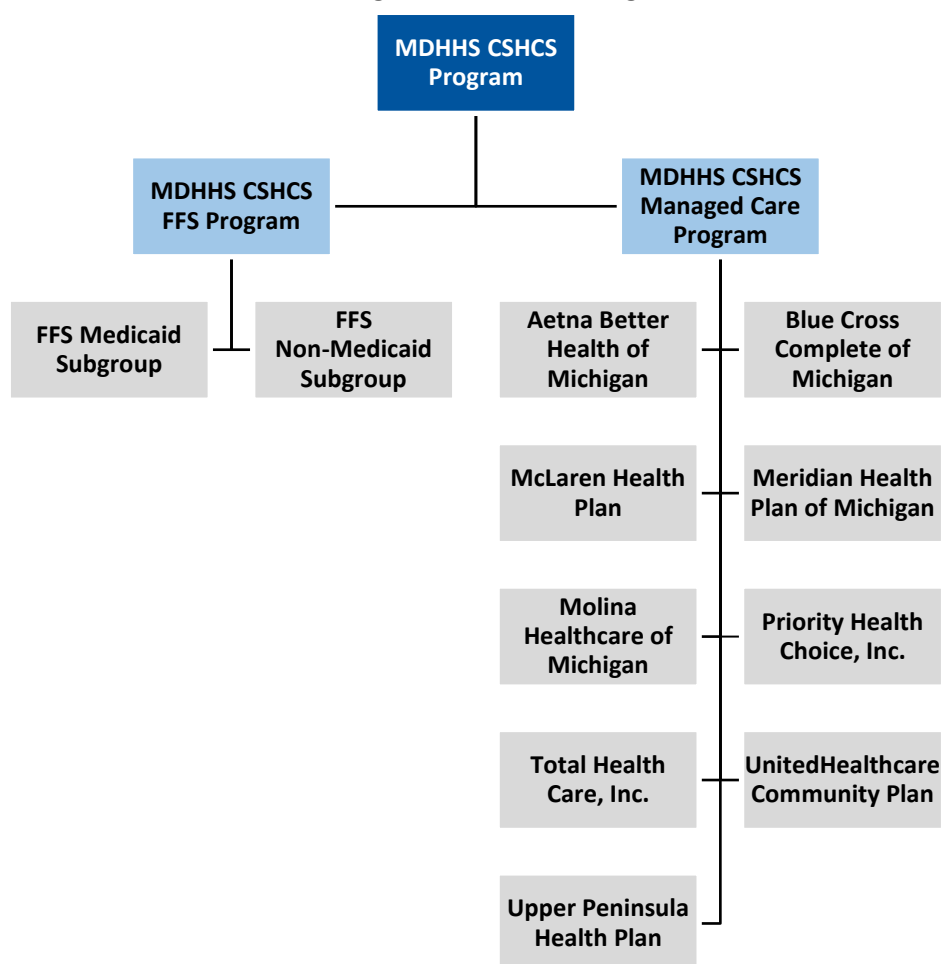 MDHHS CSHCS
Program
MDHHS CSHCS
FFS Program
MDHHS CSHCS
Managed Care
Program
FFS Medicaid
Subgroup
FFS
Non-Medicaid
Subgroup
Aetna Better
Health of
Michigan
Blue Cross
Complete of
Michigan
McLaren Health
Plan
Meridian Health
Plan of Michigan
Molina
Healthcare of
Michigan
Priority Health
Choice, Inc.
Total Health
Care, Inc.
UnitedHealthcare
Community Plan
Upper Peninsula
Health Plan